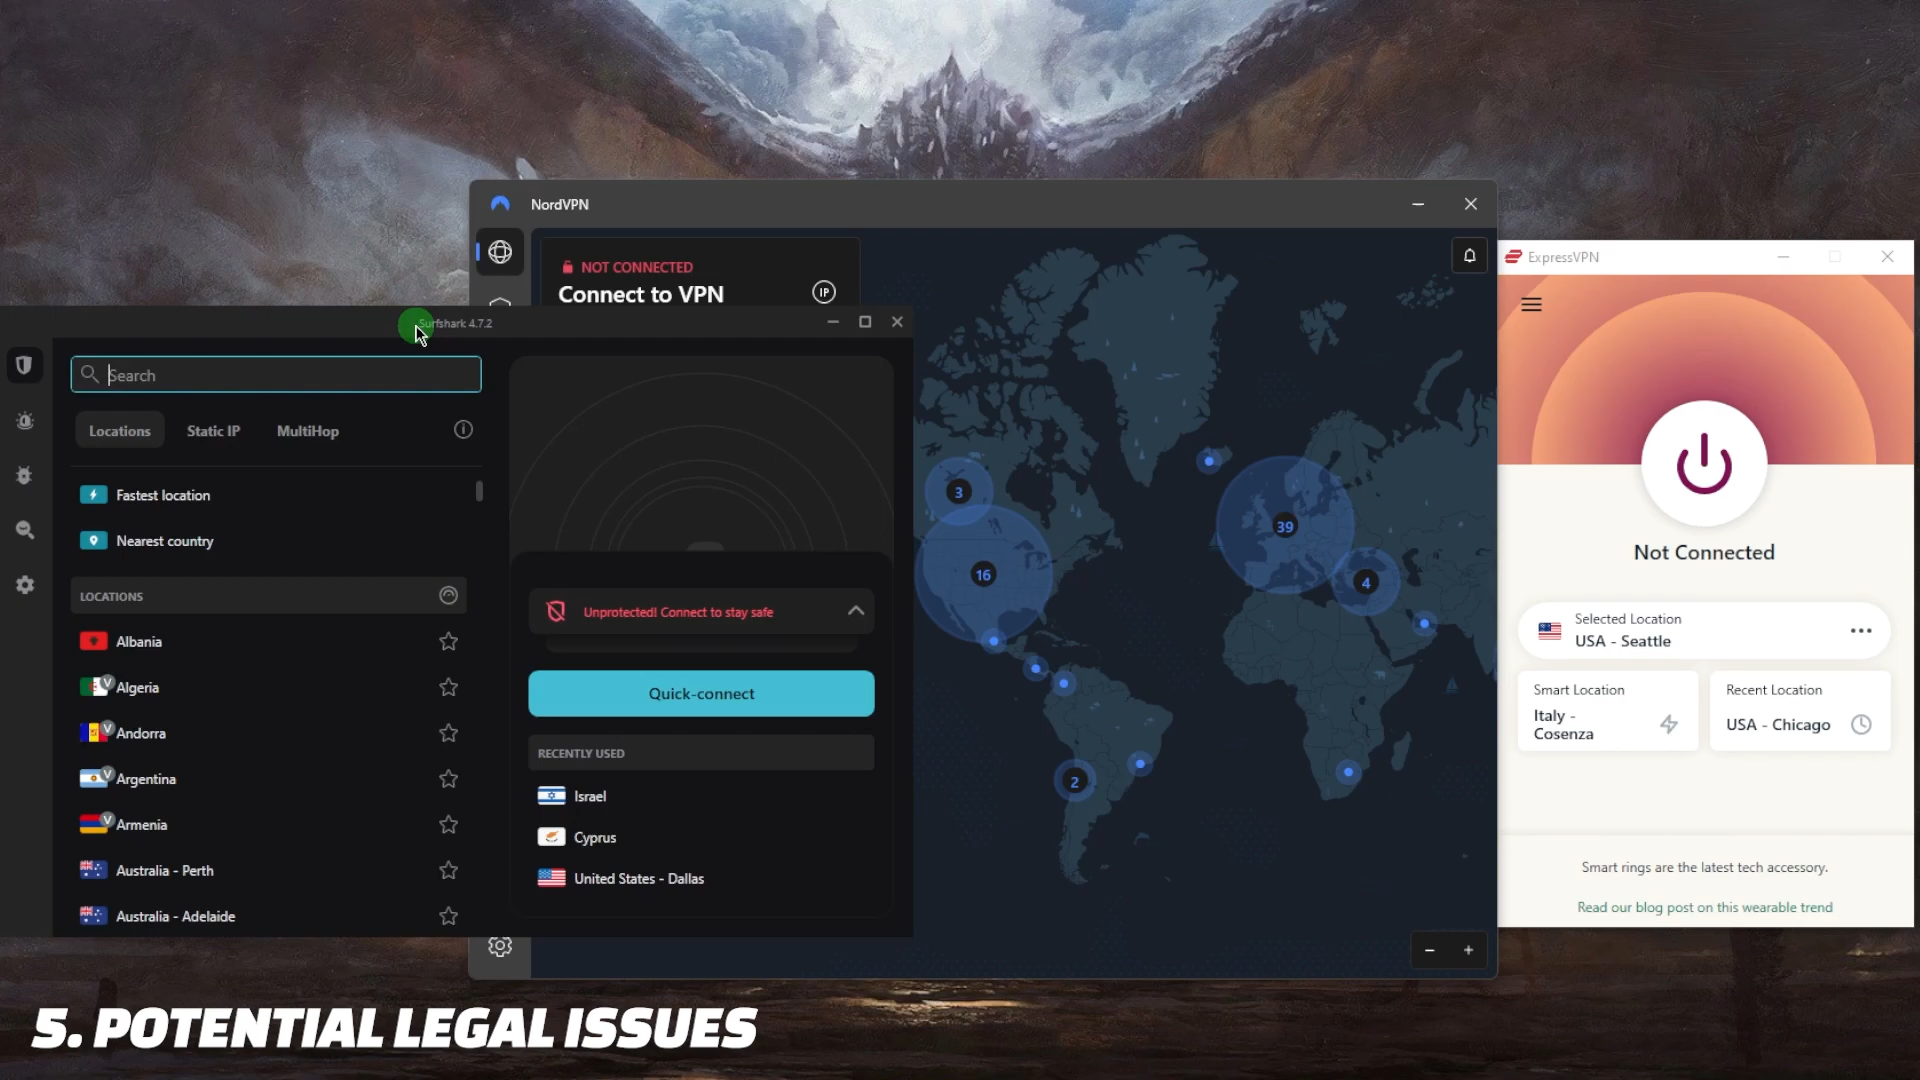 NordVPN
NOT CONNECTED
Connect to VPN
IP
Surfshark 4.7.2
Search
Locations
Static IP
MultiHop
Fastest location
Nearest country
LOCATIONS
Albania
V
Algeria
V
Andorra
V
Argentina
V
Armenia
Australia - Perth
Australia - Adelaide
Unprotected! Connect to stay safe
Quick-connect
RECENTLY USED
Israel
Cyprus
United States - Dallas
3
16
39
4
2
ExpressVPN
Not Connected
Selected Location
USA - Seattle
Smart Location
Italy -
Cosenza
Recent Location
USA - Chicago
Smart rings are the latest tech accessory.
Read our blog post on this wearable trend
5. POTENTIAL LEGAL ISSUES